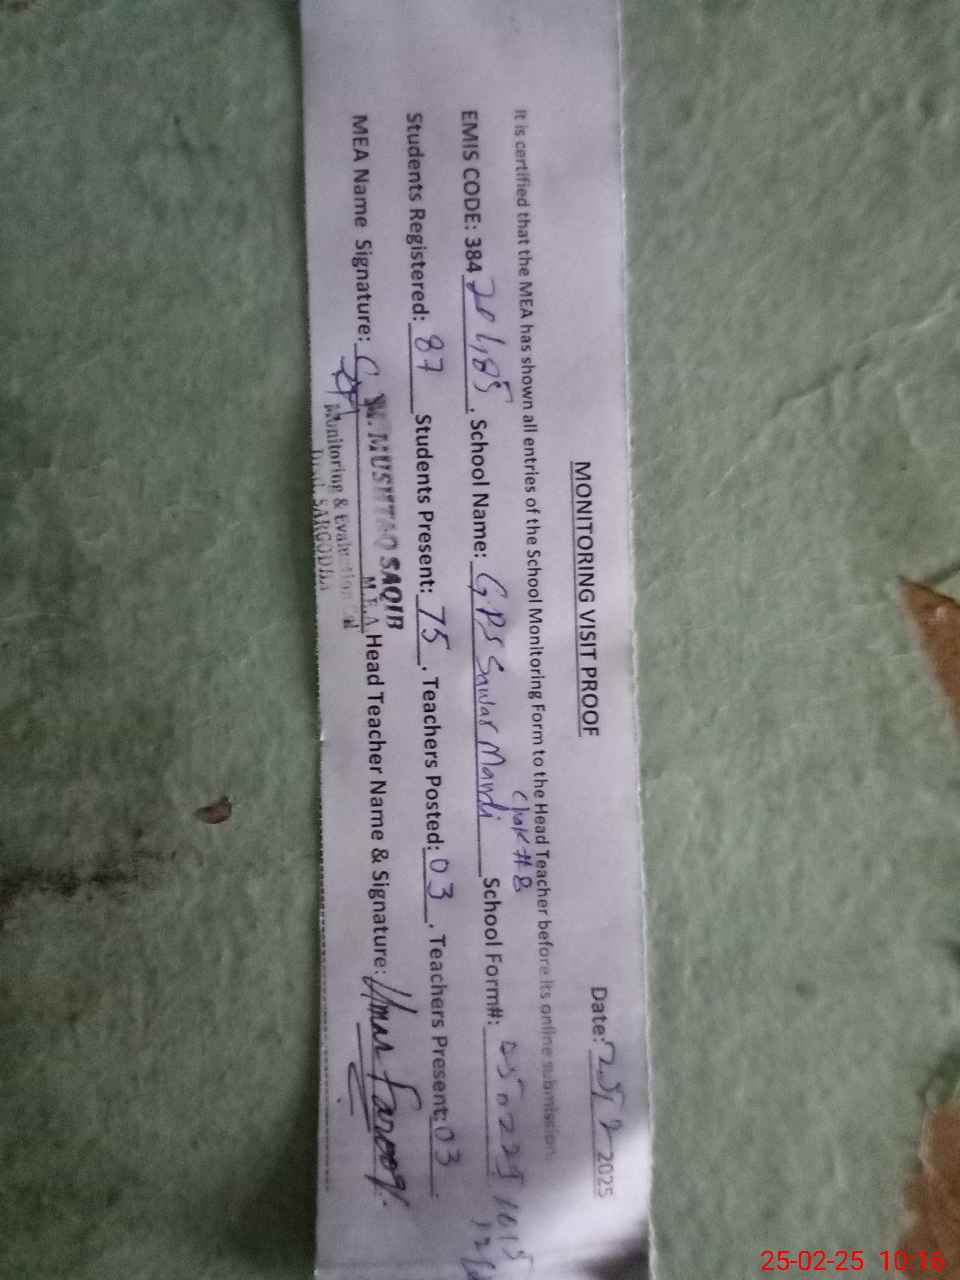 MONITORING VISIT PROOF
Date: 25/2 2025
It is certified that the MEA has shown all entries of the School Monitoring Form to the Head Teacher before its online submission.
Chak #8
EMIS CODE: 384 School Name: GPS Sawar Mandi School Form#:
Students Registered: 87 Students Present: 75, Teachers Posted: 03, Teachers Present: 03.
MEA Name Signature: Head Teacher Name & Signature: Umar Farooq
M. MUSHTAQ SAQIB
M.E.A
Monitoring & Evaluation
SARGODHA
25-02-25 10:16